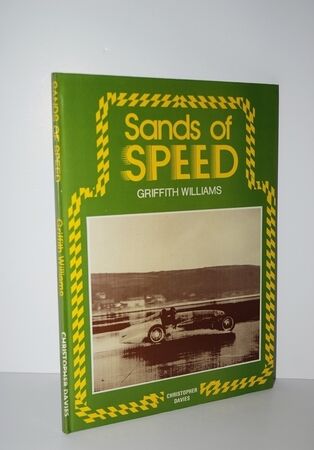 Sands of
SPEED
GRIFFITH WILLIAMS
CHRISTOPHER
DAVIES
SANDS OF SPEED
Griffith Williams
CHRISTOPHER DAVIES